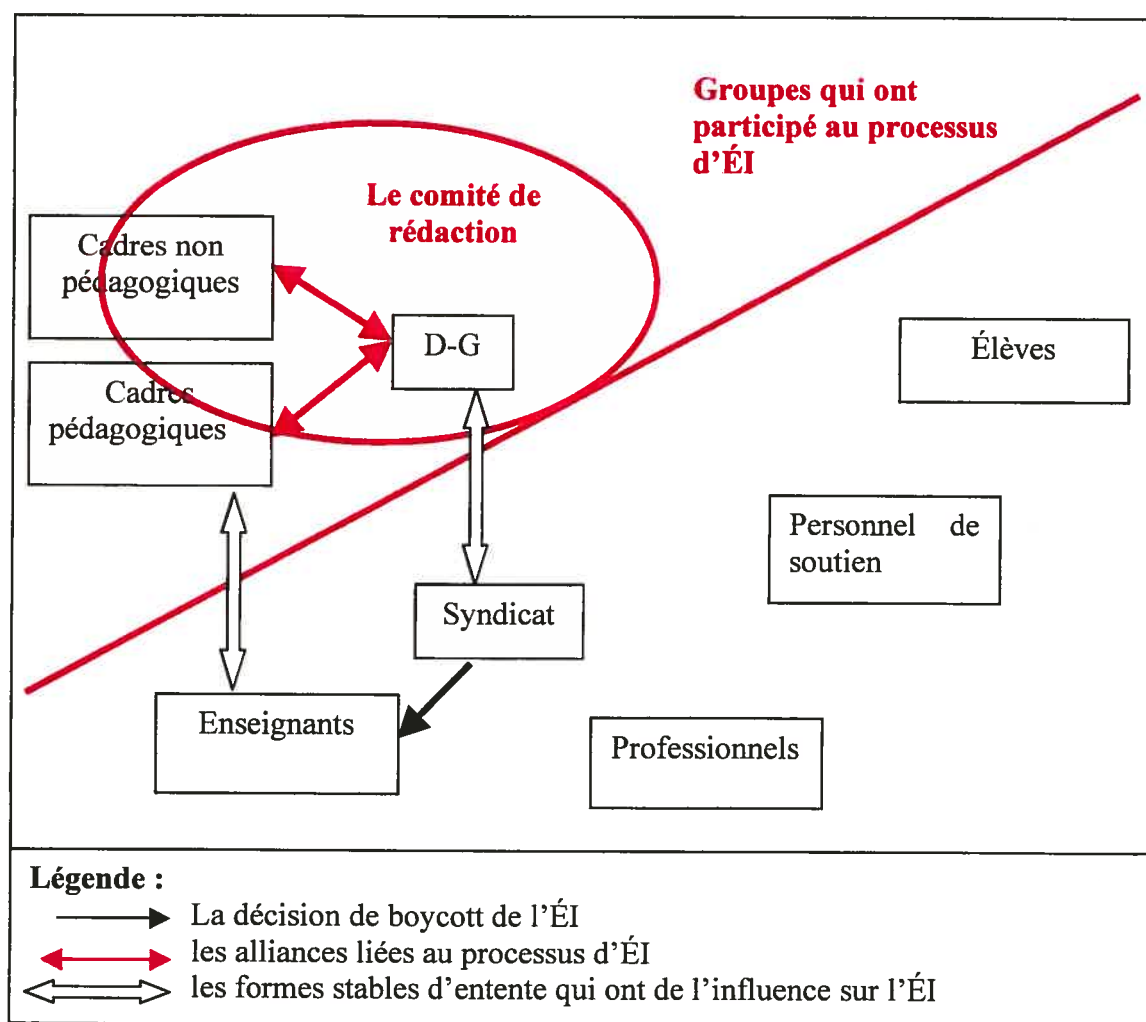 Groupes qui ont
participé au processus
d'ÉI
Le comité de
rédaction
Cadres non
pédagogiques
D-G
Élèves
Cadres
pédagogiques
Personnel de
soutien
Syndicat
Enseignants
Professionnels
Légende :
La décision de boycott de l'ÉI
les alliances liées au processus d'ÉI
les formes stables d'entente qui ont de l'influence sur l'ÉI